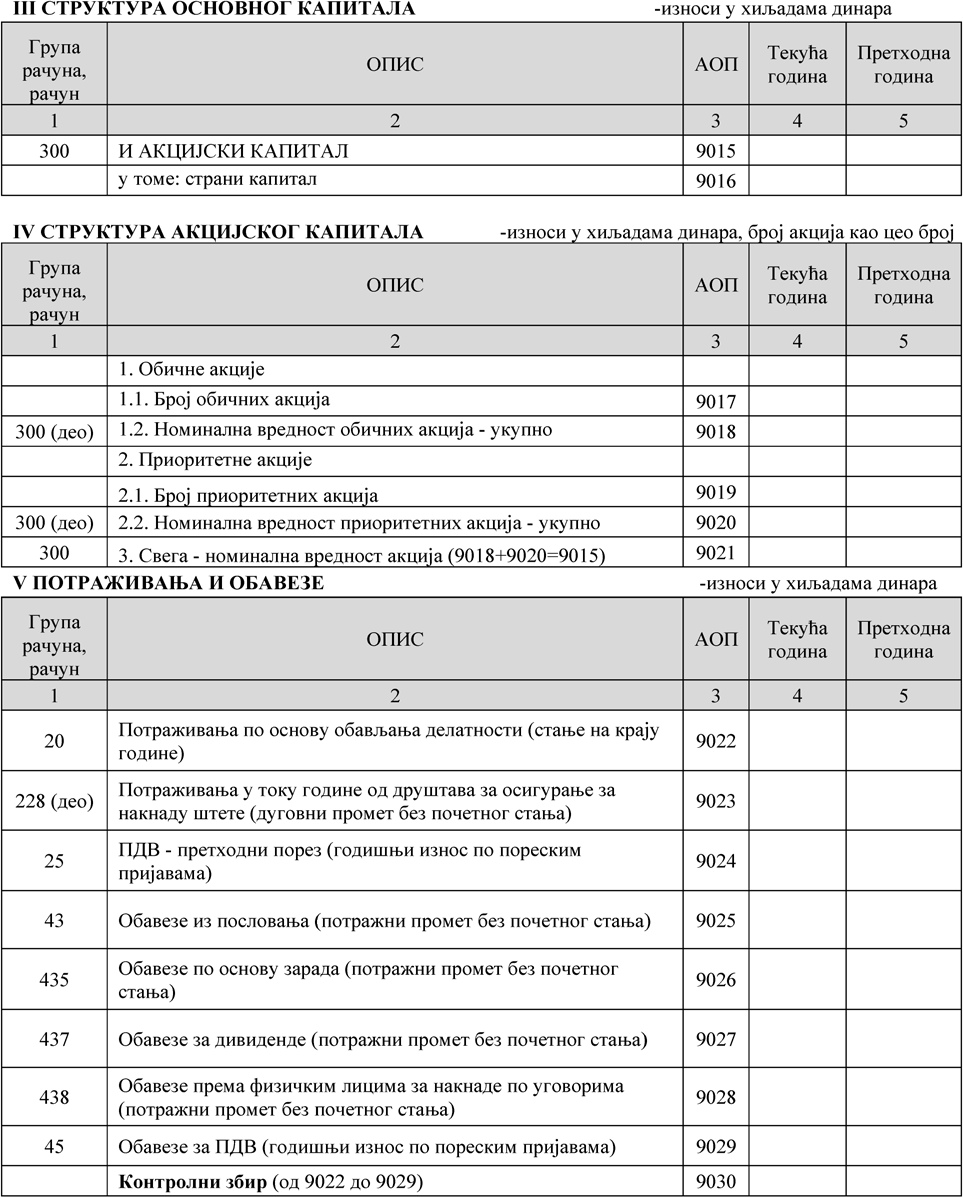 III СТРУКТУРА ОСНОВНОГ КАПИТАЛА -износи у хиљадама динара
Група рачуна, рачун ОПИС АОП Текућа година Претходна година
1 2 3 4 5
300 И АКЦИЈСКИ КАПИТАЛ 9015
у томе: страни капитал 9016
IV СТРУКТУРА АКЦИЈСКОГ КАПИТАЛА -износи у хиљадама динара, број акција као цео број
Група рачуна, рачун ОПИС АОП Текућа година Претходна година
1 2 3 4 5
1. Обичне акције
1.1. Број обичних акција 9017
300 (део) 1.2. Номинална вредност обичних акција - укупно 9018
2. Приоритетне акције
2.1. Број приоритетних акција 9019
300 (део) 2.2. Номинална вредност приоритетних акција - укупно 9020
300 3. Свега - номинална вредност акција (9018+9020=9015) 9021
V ПОТРАЖИВАЊА И ОБАВЕЗЕ -износи у хиљадама динара
Група рачуна, рачун ОПИС АОП Текућа година Претходна година
1 2 3 4 5
20 Потраживања по основу обављања делатности (стање на крају
године) 9022
228 (део) Потраживања у току године од друштава за осигурање за
накнаду штете (дуговни промет без почетног стања) 9023
25 ПДВ - претходни порез (годишњи износ по пореским
пријавама) 9024
43 Обавезе из пословања (потражни промет без почетног стања) 9025
435 Обавезе по основу зарада (потражни промет без почетног
стања) 9026
437 Обавезе за дивиденде (потражни промет без почетног стања) 9027
438 Обавезе према физичким лицима за накнаде по уговорима
(потражни промет без почетног стања) 9028
45 Обавезе за ПДВ (годишњи износ по пореским пријавама) 9029
Контролни збир (од 9022 до 9029) 9030